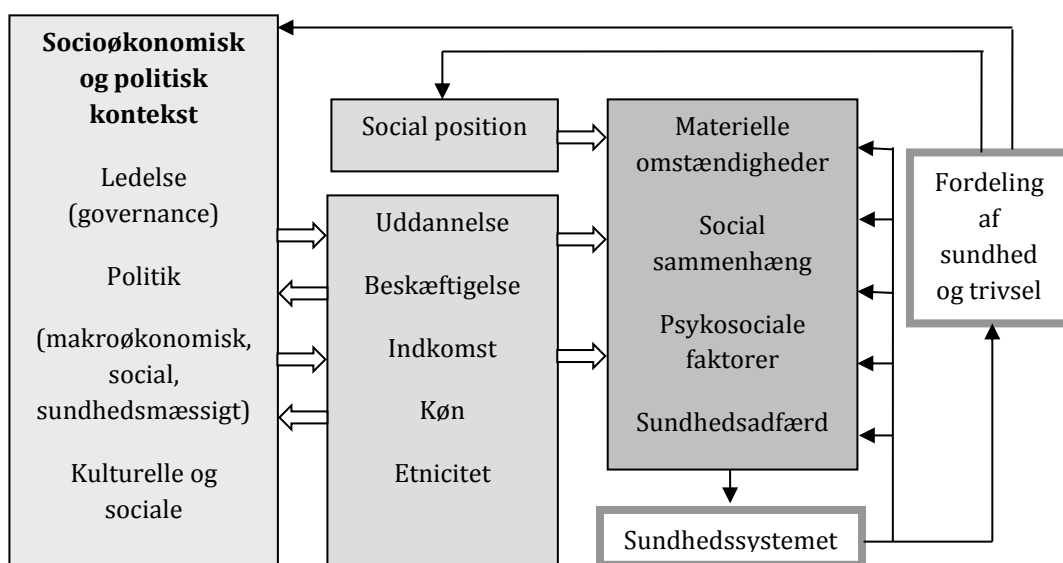 Socioøkonomisk
og politisk
kontekst
Ledelse
(governance)
Politik
(makroøkonomisk,
social,
sundhedsmæssigt)
Kulturelle og
sociale
Social position
Uddannelse
Beskæftigelse
Indkomst
Køn
Etnicitet
Materielle
omstændigheder
Social
sammenhæng
Psykosociale
faktorer
Sundhedsadfærd
Sundhedssystemet
Fordeling
af
sundhed
og trivsel